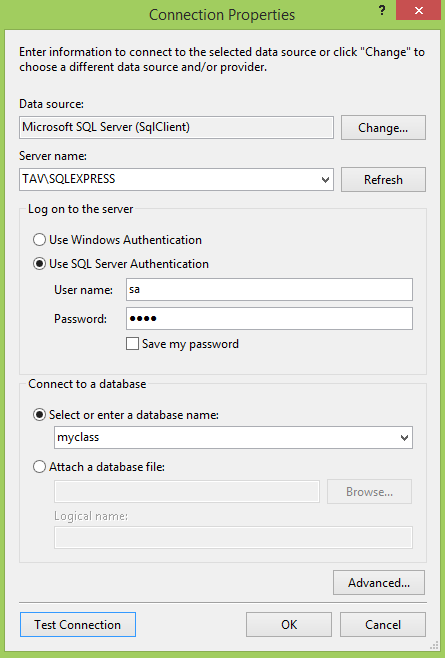 Connection Properties
?
Enter information to connect to the selected data source or click "Change" to
choose a different data source and/or provider.
Data source:
Microsoft SQL Server (SqlClient)
Change...
Server name:
TAV\SQLEXPRESS
Refresh
Log on to the server
Use Windows Authentication
Use SQL Server Authentication
User name:
sa
Password:
●●●●
Save my password
Connect to a database
Select or enter a database name:
myclass
Attach a database file:
Browse...
Logical name:
Advanced...
Test Connection
OK
Cancel